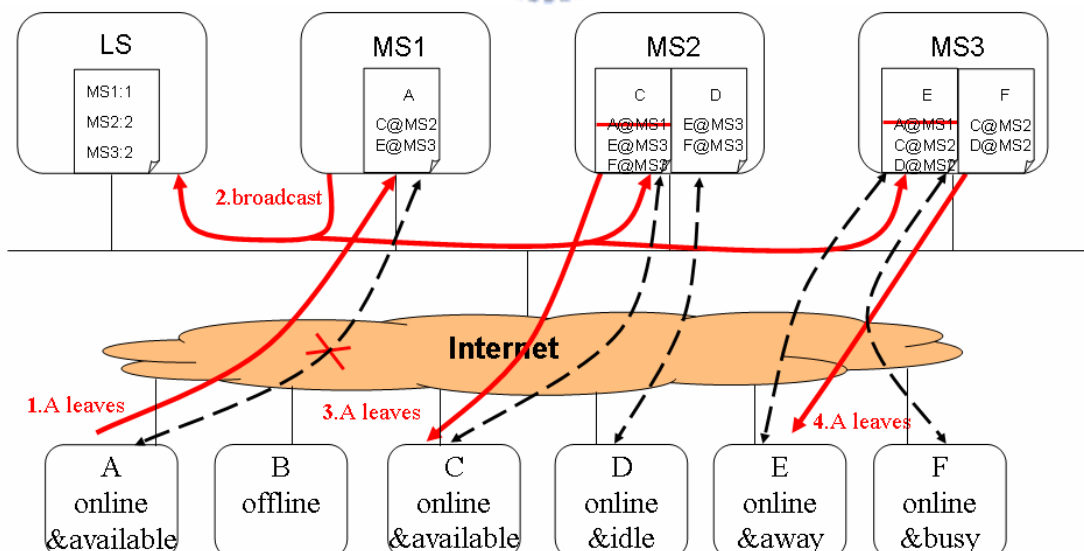 LS
MS1:1
MS2:2
MS3:2
MS1
A
C@MS2
E@MS3
MS2
C
A@MS1
E@MS3
F@MS3
D
E@MS3
F@MS3
MS3
E
A@MS1
C@MS2
D@MS2
F
C@MS2
D@MS2
2.broadcast
Internet
1.A leaves
3.A leaves
4.A leaves
A
online
&available
B
offline
C
online
&available
D
online
&idle
E
online
&away
F
online
&busy